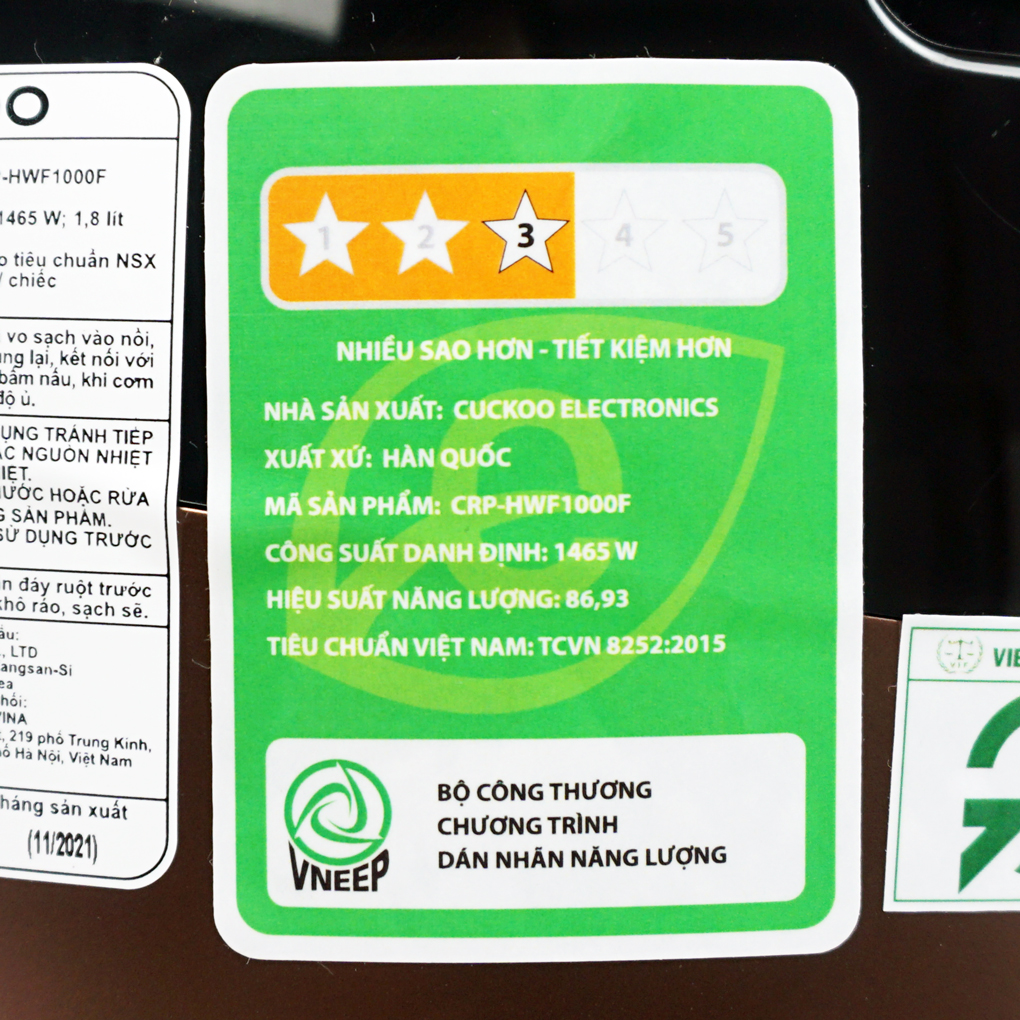 -HWF1000F
1465 W; 1,8 lít
tiêu chuẩn NSX
/ chiếc
vo sạch vào nồi,
lại, kết nối với
bấm nấu, khi cơm
độ ủ.
TRÁNH TIẾP
NGUỒN NHIỆT
HOẶC RỬA
SẢN PHẨM.
SỬ DỤNG TRƯỚC
đáy ruột trước
khô ráo, sạch sẽ.
, LTD
angsan-Si
219 phố Trung Kính,
Hà Nội, Việt Nam
sản xuất
(11/2021)
1 2 3 4 5
NHIỀU SAO HƠN - TIẾT KIỆM HƠN
NHÀ SẢN XUẤT: CUCKOO ELECTRONICS
XUẤT XỨ: HÀN QUỐC
MÃ SẢN PHẨM: CRP-HWF1000F
CÔNG SUẤT DANH ĐỊNH: 1465 W
HIỆU SUẤT NĂNG LƯỢNG: 86,93
TIÊU CHUẨN VIỆT NAM: TCVN 8252:2015
VNEEP
BỘ CÔNG THƯƠNG
CHƯƠNG TRÌNH
DÁN NHÃN NĂNG LƯỢNG
VIE